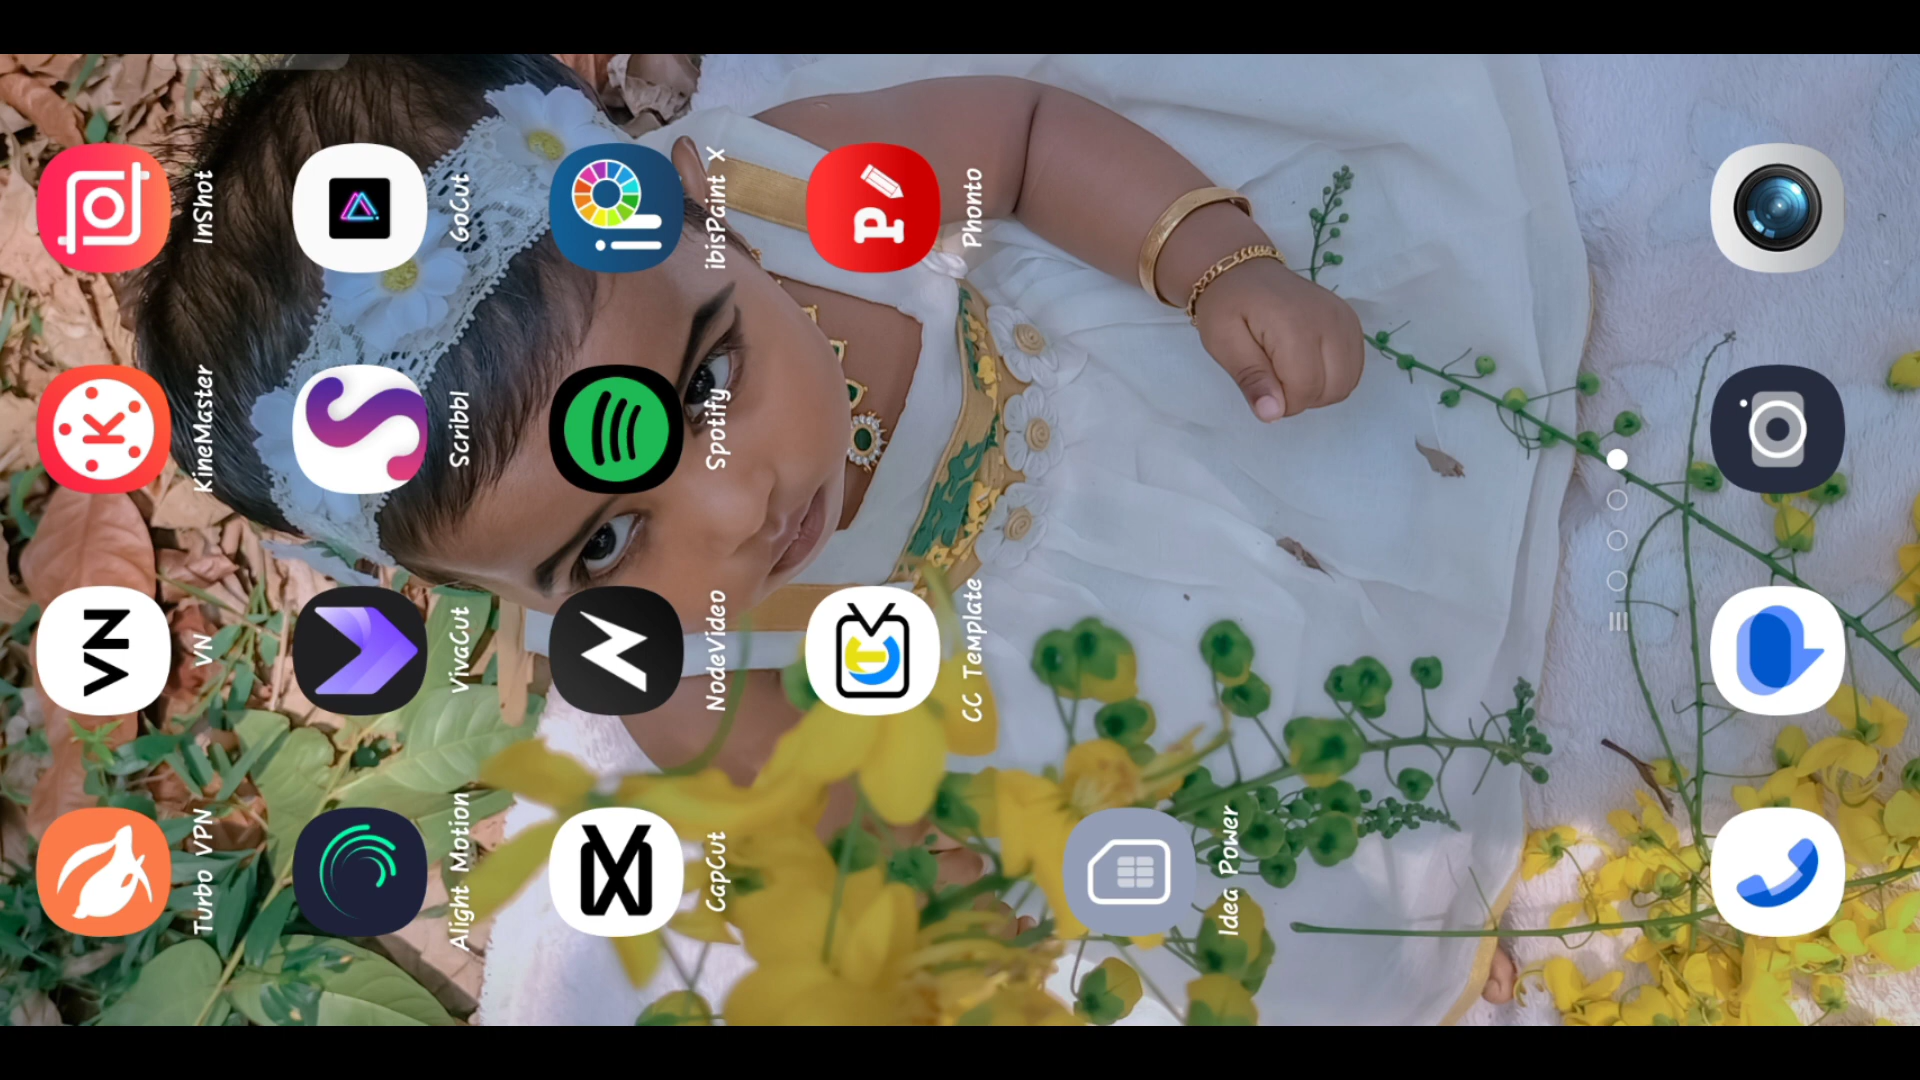 Turbo VPN VN KineMaster InShot
Alight Motion VivaCut Scribbl GoCut
CapCut NodeVideo Spotify ibisPaint X
CC Template Phonto
Idea Power